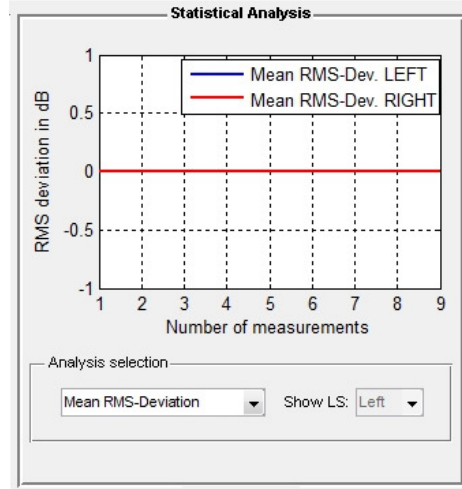 Statistical Analysis
1
0.5
0
-0.5
-1
RMS deviation in dB
Mean RMS-Dev. LEFT
Mean RMS-Dev. RIGHT
1 2 3 4 5 6 7 8 9
Number of measurements
Analysis selection
Mean RMS-Deviation
Show LS: Left